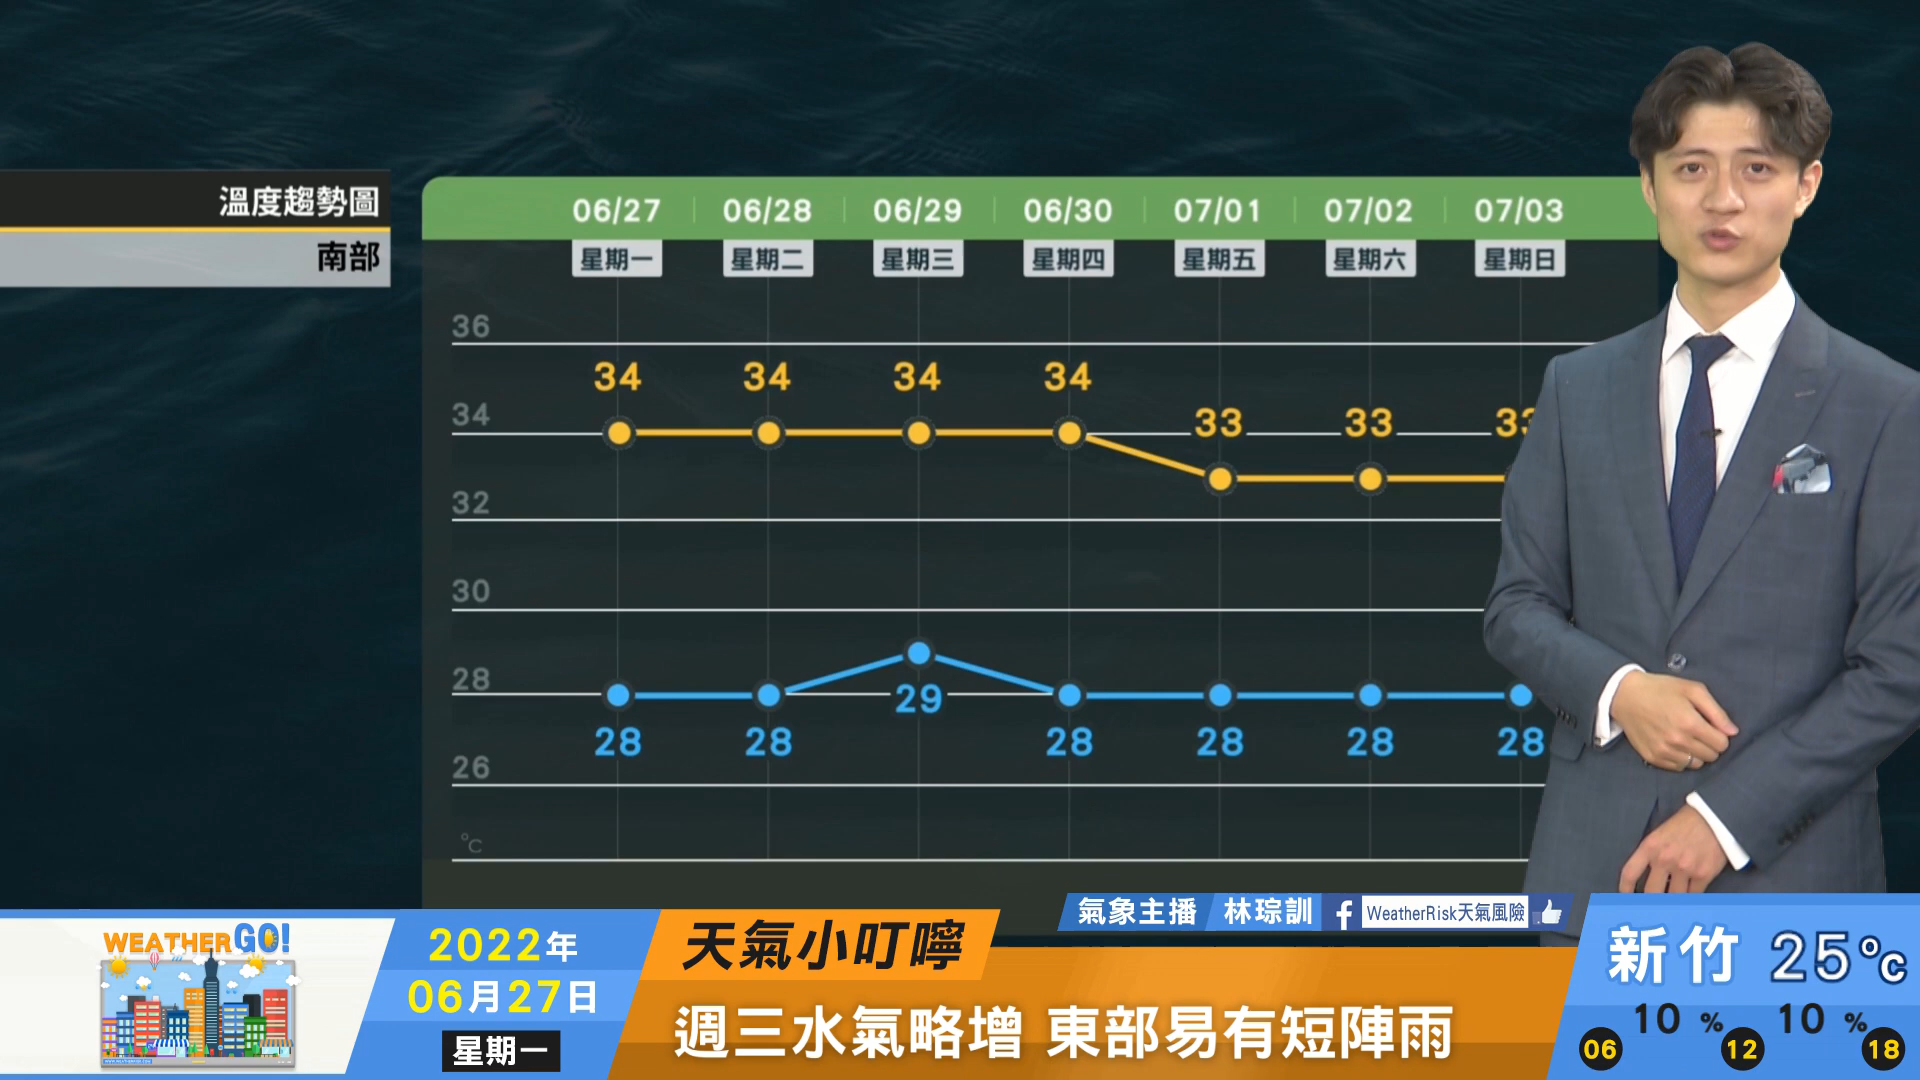 溫度趨勢圖
南部
06/27 06/28 06/29 06/30 07/01 07/02 07/03
星期一 星期二 星期三 星期四 星期五 星期六 星期日
36
34 34 34 34
34
33 33 33
32
30
28
29
28 28 28 28 28 28
26
°C
氣象主播 林琮訓 f WeatherRisk天氣風險
WEATHER GO!
2022年
06月27日
星期一
天氣小叮嚀
週三水氣略增 東部易有短陣雨
新竹 25°C
10 % 10 %
06 12 18